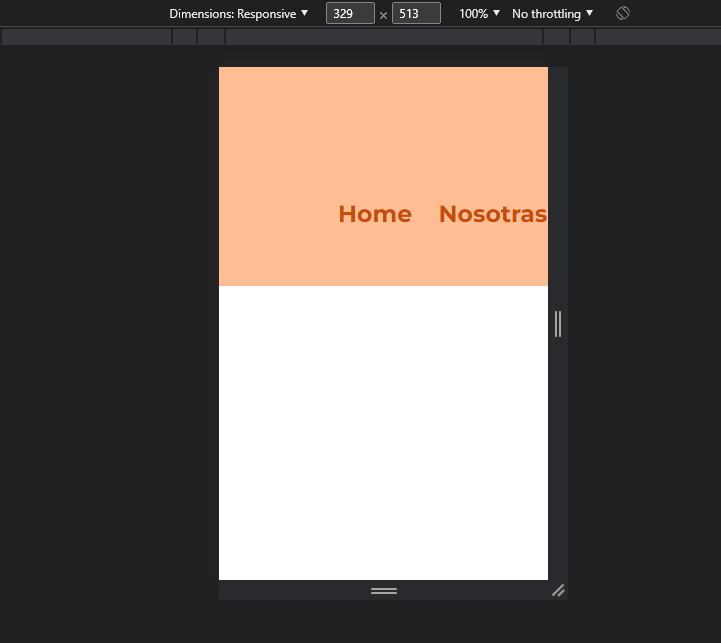 Dimensions: Responsive ▼ 329 × 513 100% ▼ No throttling ▼
Home Nosotras